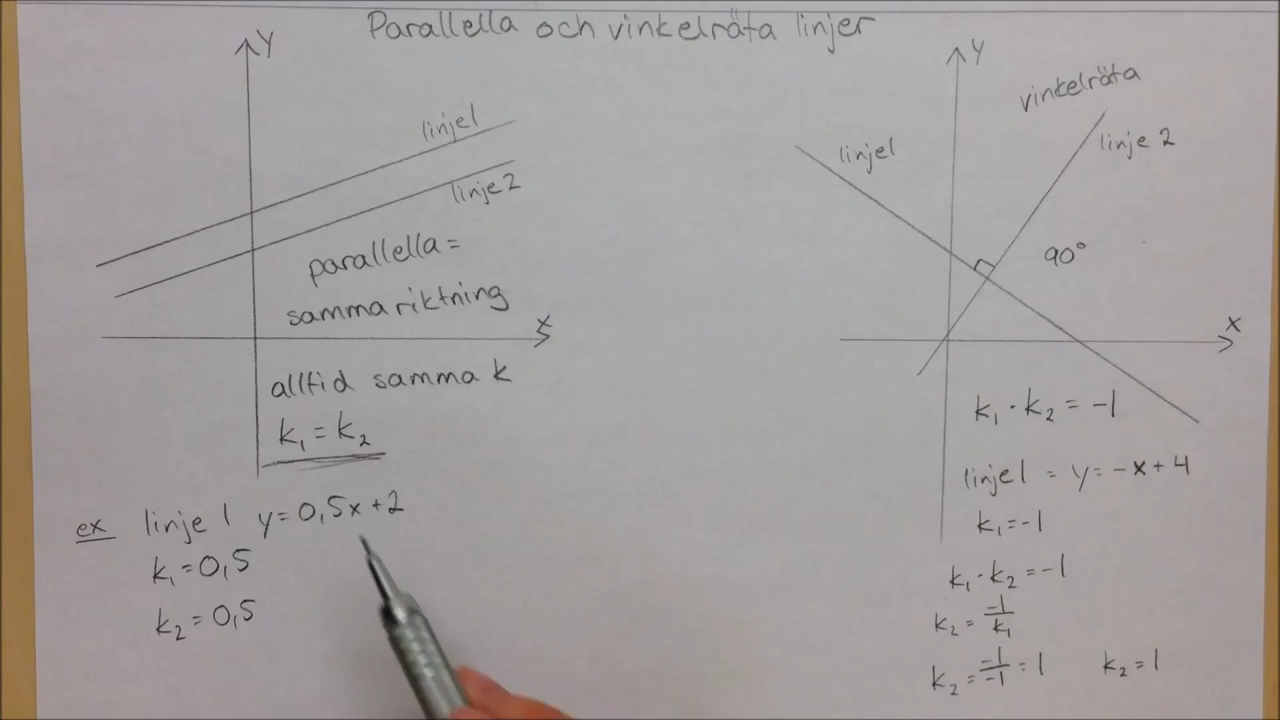 Parallella och vinkelräta linjer
y
linje1
linje2
parallella =
samma riktning
x
alltid samma k
k₁ = k₂
ex linje 1 y=0,5x+2
k₁=0,5
k₂=0,5
y
vinkelräta
linje1
linje 2
90°
x
k₁ · k₂ = -1
linje1 = y = -x + 4
k₁=-1
k₁ · k₂ = -1
k₂ = -1/k₁
k₂ = -1/-1 = 1 k₂ = 1